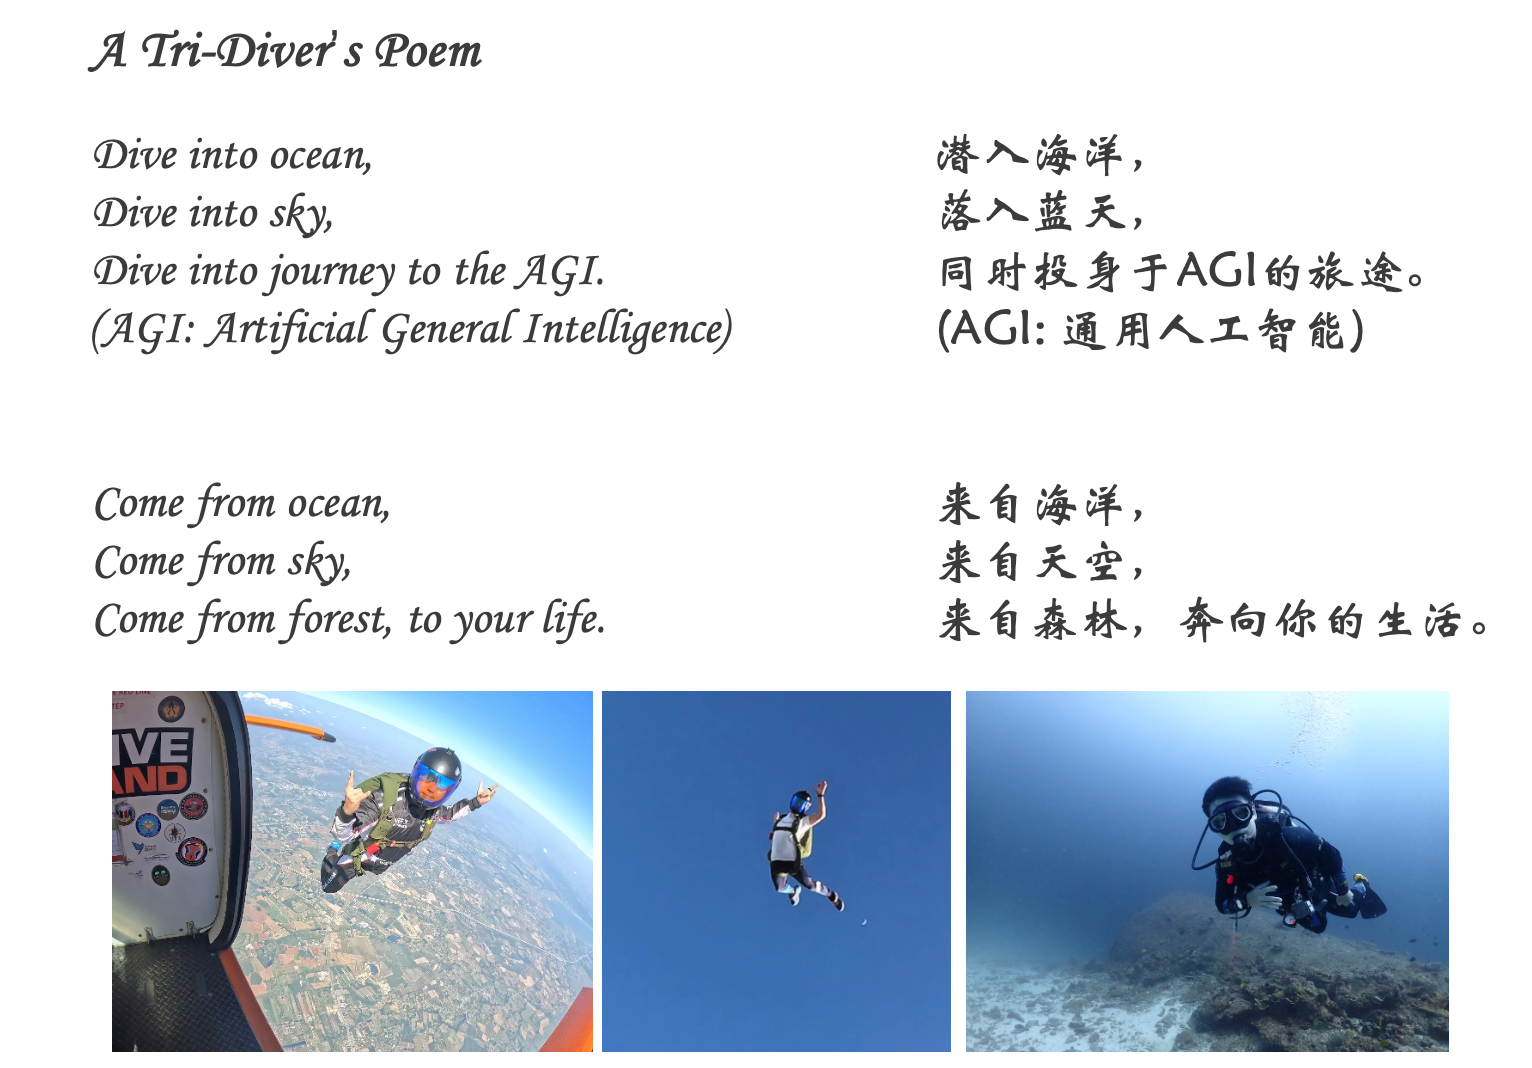 A Tri-Diver's Poem
Dive into ocean,
Dive into sky,
Dive into journey to the AGI.
(AGI: Artificial General Intelligence)
潜入海洋，
落入蓝天，
同时投身于AGI的旅途。
(AGI: 通用人工智能)
Come from ocean,
Come from sky,
Come from forest, to your life.
来自海洋，
来自天空，
来自森林，奔向你的生活。
IVE
AND